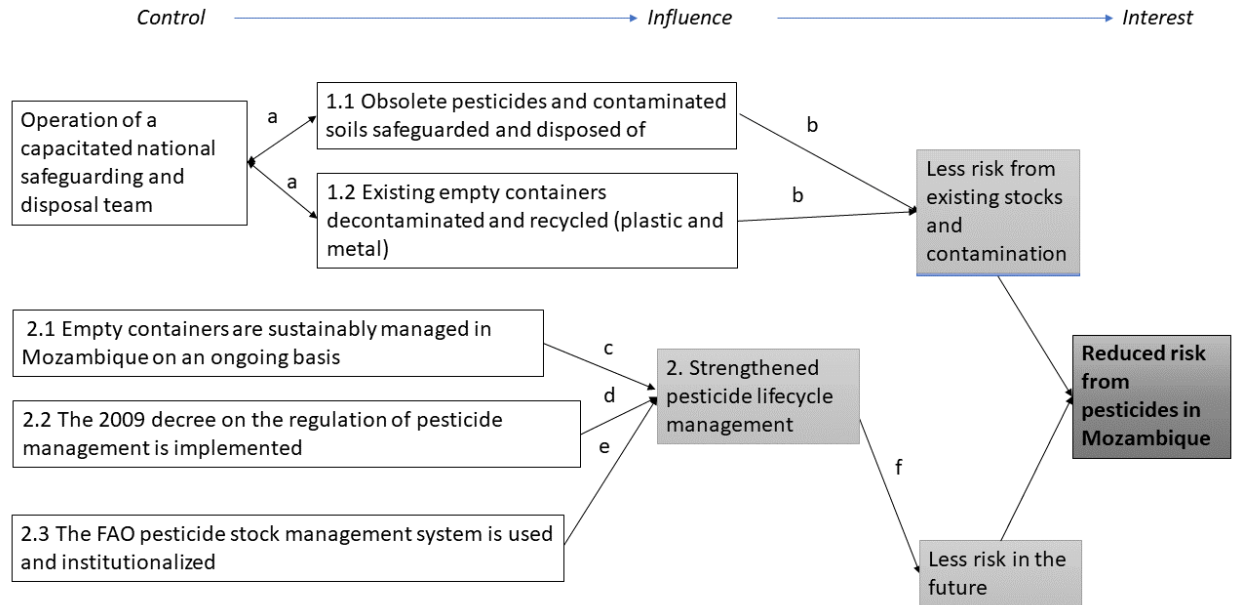 Control
Influence
Interest
Operation of a
capacitated national
safeguarding and
disposal team
a
a
1.1 Obsolete pesticides and contaminated
soils safeguarded and disposed of
1.2 Existing empty containers
decontaminated and recycled (plastic and
metal)
b
b
Less risk from
existing stocks
and
contamination
2.1 Empty containers are sustainably managed in
Mozambique on an ongoing basis
2.2 The 2009 decree on the regulation of pesticide
management is implemented
2.3 The FAO pesticide stock management system is used
and institutionalized
c
d
e
2. Strengthened
pesticide lifecycle
management
f
Less risk in the
future
Reduced risk
from
pesticides in
Mozambique